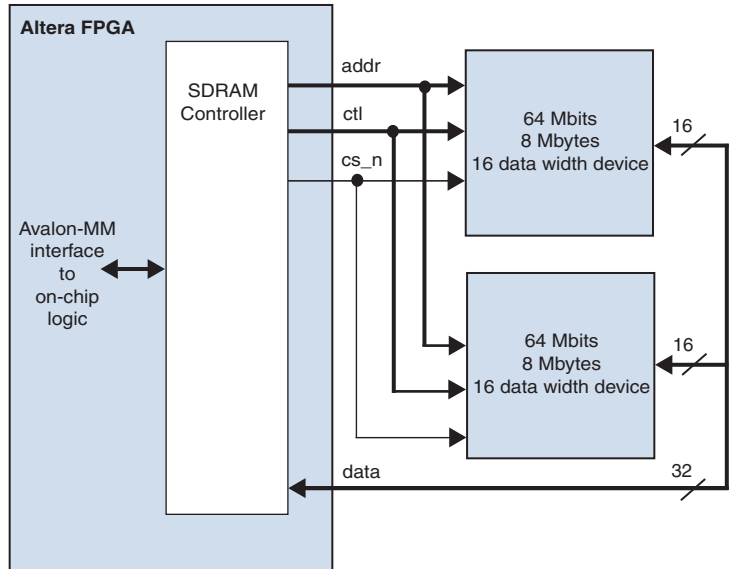 Altera FPGA
SDRAM
Controller
Avalon-MM
interface
to
on-chip
logic
addr
ctl
cs_n
64 Mbits
8 Mbytes
16 data width device
16
64 Mbits
8 Mbytes
16 data width device
16
data
32